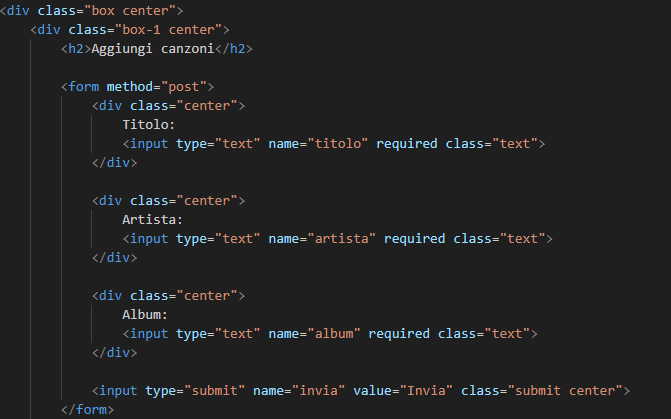 <div class="box center">
<div class="box-1 center">
<h2>Aggiungi canzoni</h2>
<form method="post">
<div class="center">
Titolo:
<input type="text" name="titolo" required class="text">
</div>
<div class="center">
Artista:
<input type="text" name="artista" required class="text">
</div>
<div class="center">
Album:
<input type="text" name="album" required class="text">
</div>
<input type="submit" name="invia" value="Invia" class="submit center">
</form>